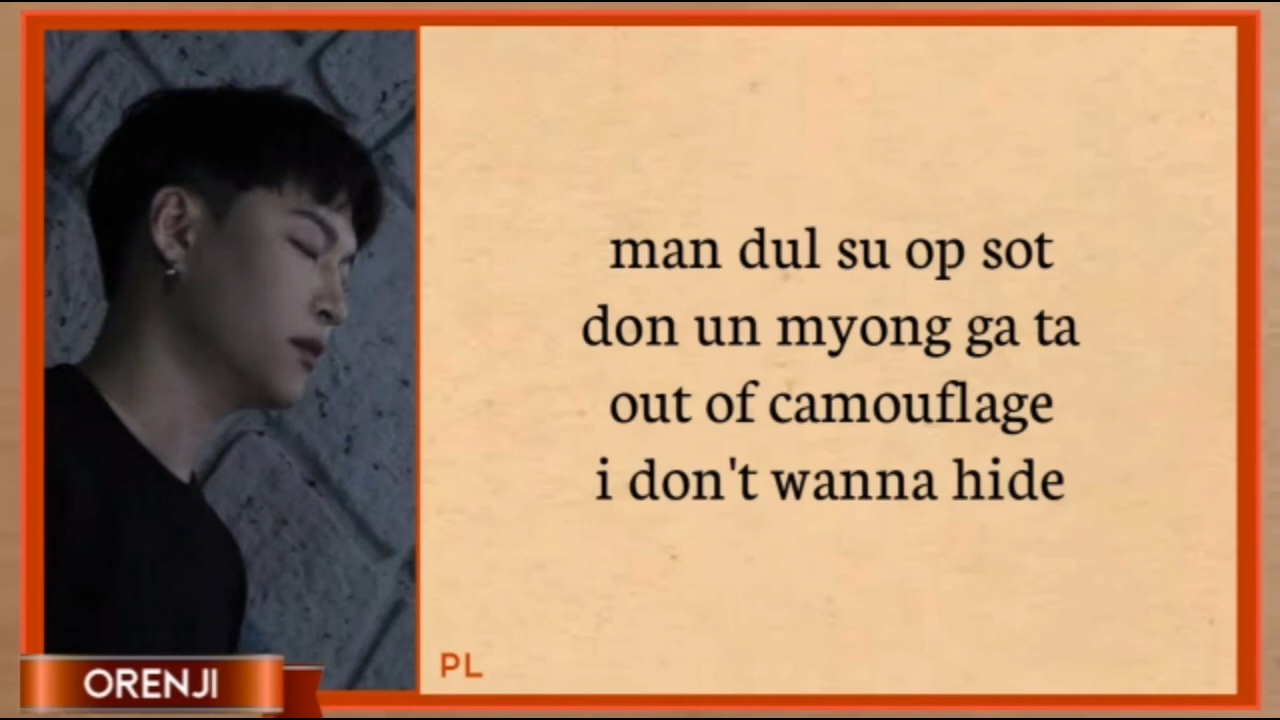 man dul su op sot
don un myong ga ta
out of camouflage
i don't wanna hide
PL
ORENJI